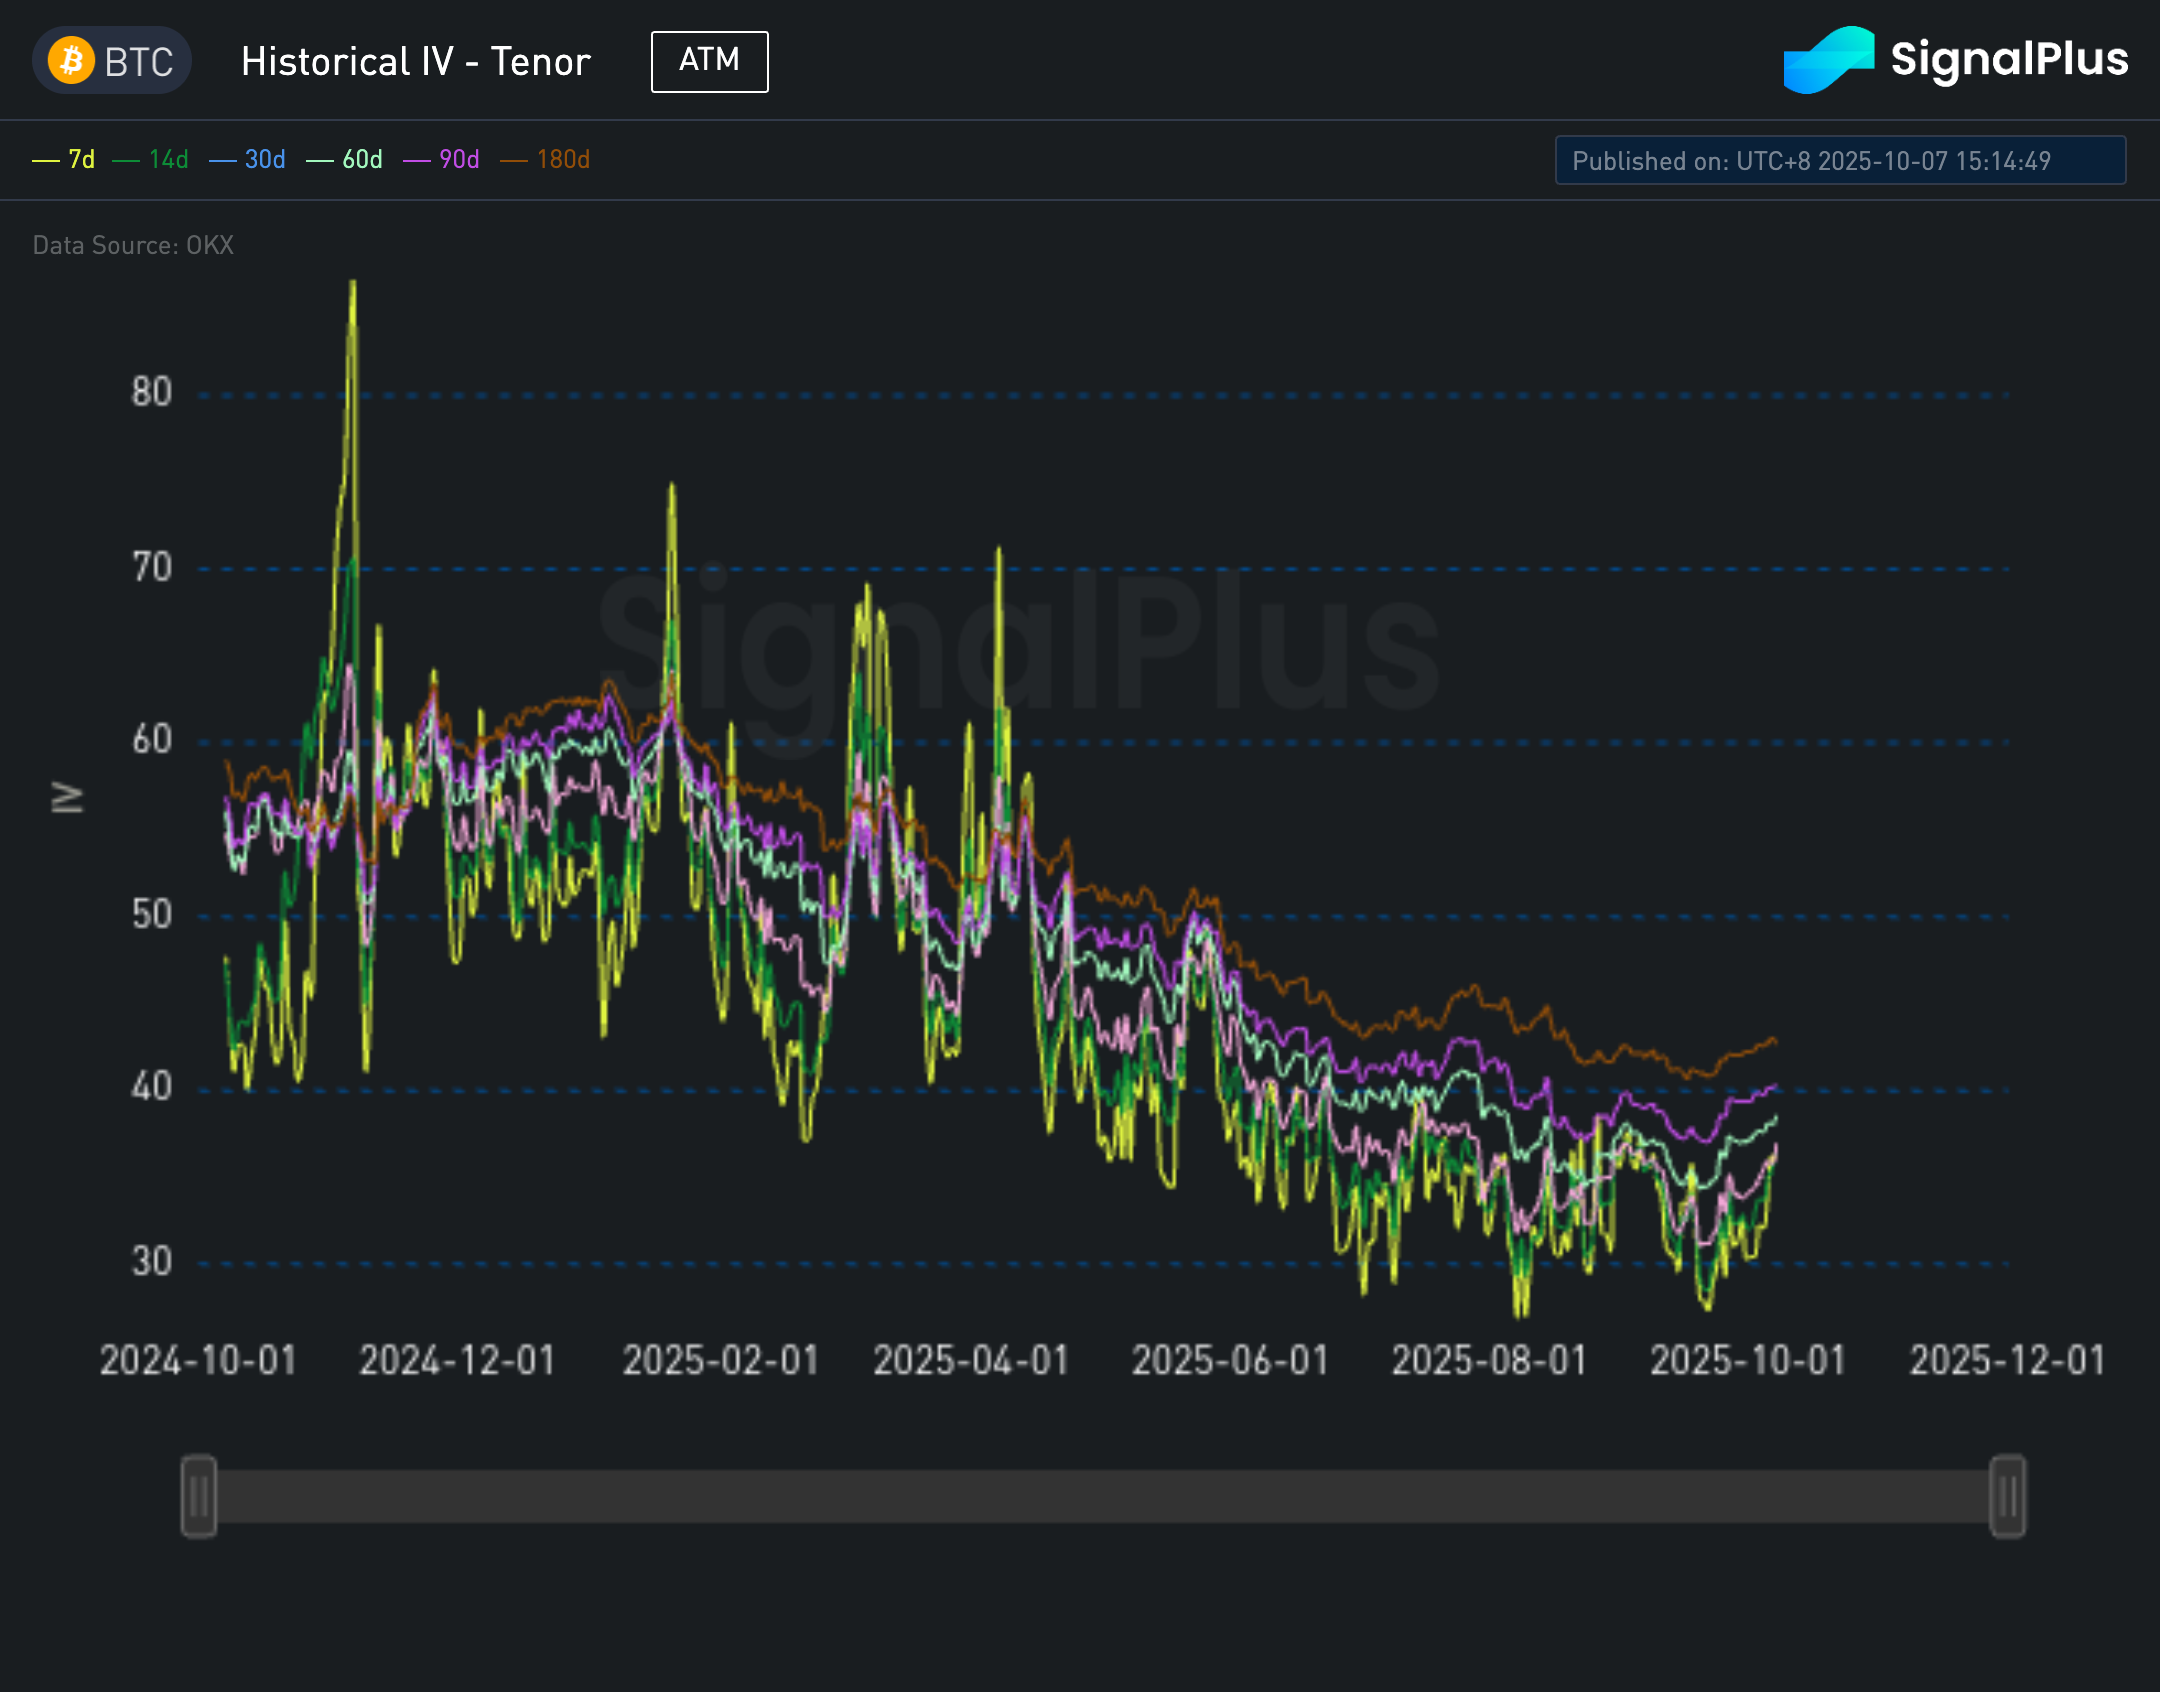 BTC Historical IV - Tenor ATM SignalPlus
7d 14d 30d 60d 90d 180d Published on: UTC+8 2025-10-07 15:14:49
Data Source: OKX
80
70
SignalPlus
60
IV
50
40
30
2024-10-01 2024-12-01 2025-02-01 2025-04-01 2025-06-01 2025-08-01 2025-10-01 2025-12-01